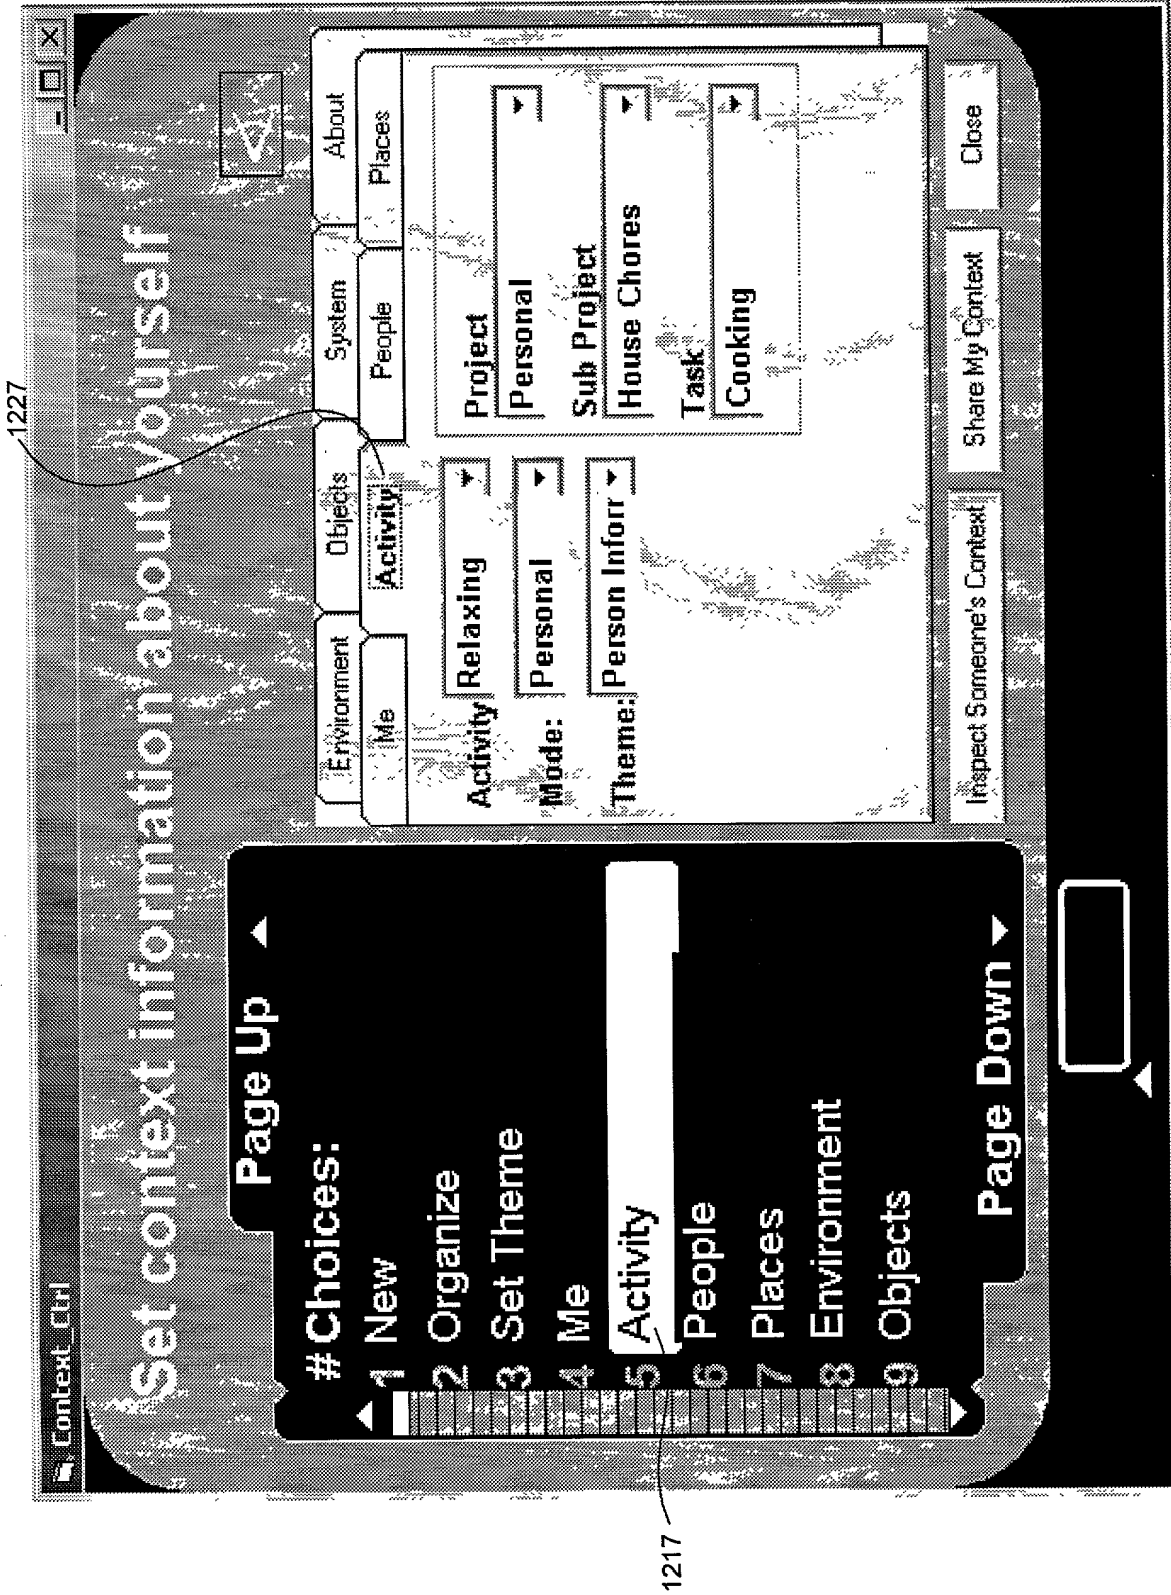 1227
Context_Ctrl
Set context information about yourself
Page Up
# Choices:
1 New
2 Organize
3 Set Theme
4 Me
5 Activity
6 People
7 Places
8 Environment
9 Objects
Page Down
Environment Objects System About
Me Activity People Places
Activity Relaxing
Mode: Personal
Theme: Person Inforr
Project
Personal
Sub Project
House Chores
Task
Cooking
Inspect Someone's Context Share My Context Close
1217